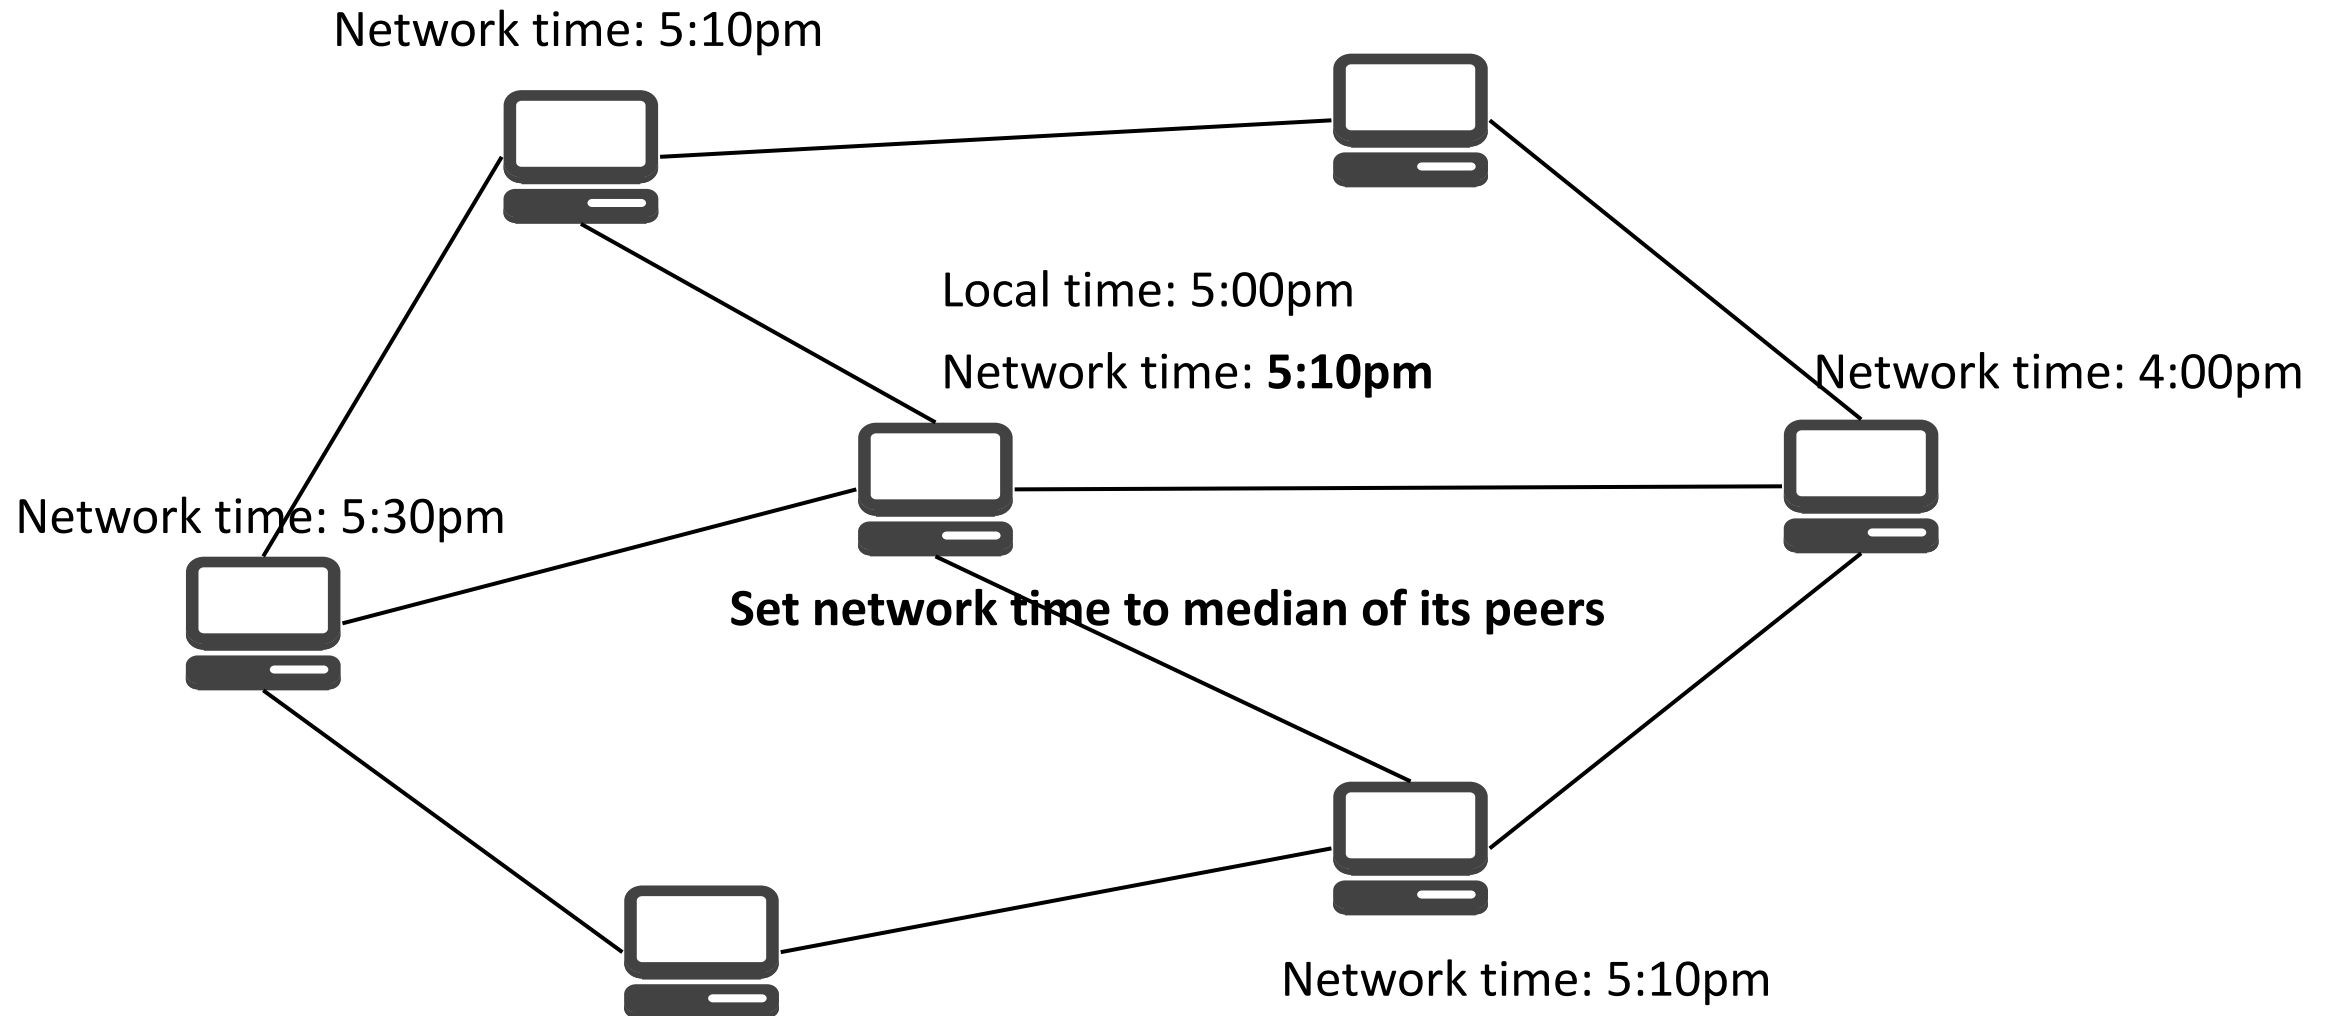 Network time: 5:10pm
Local time: 5:00pm
Network time: 5:10pm
Network time: 4:00pm
Network time: 5:30pm
Set network time to median of its peers
Network time: 5:10pm